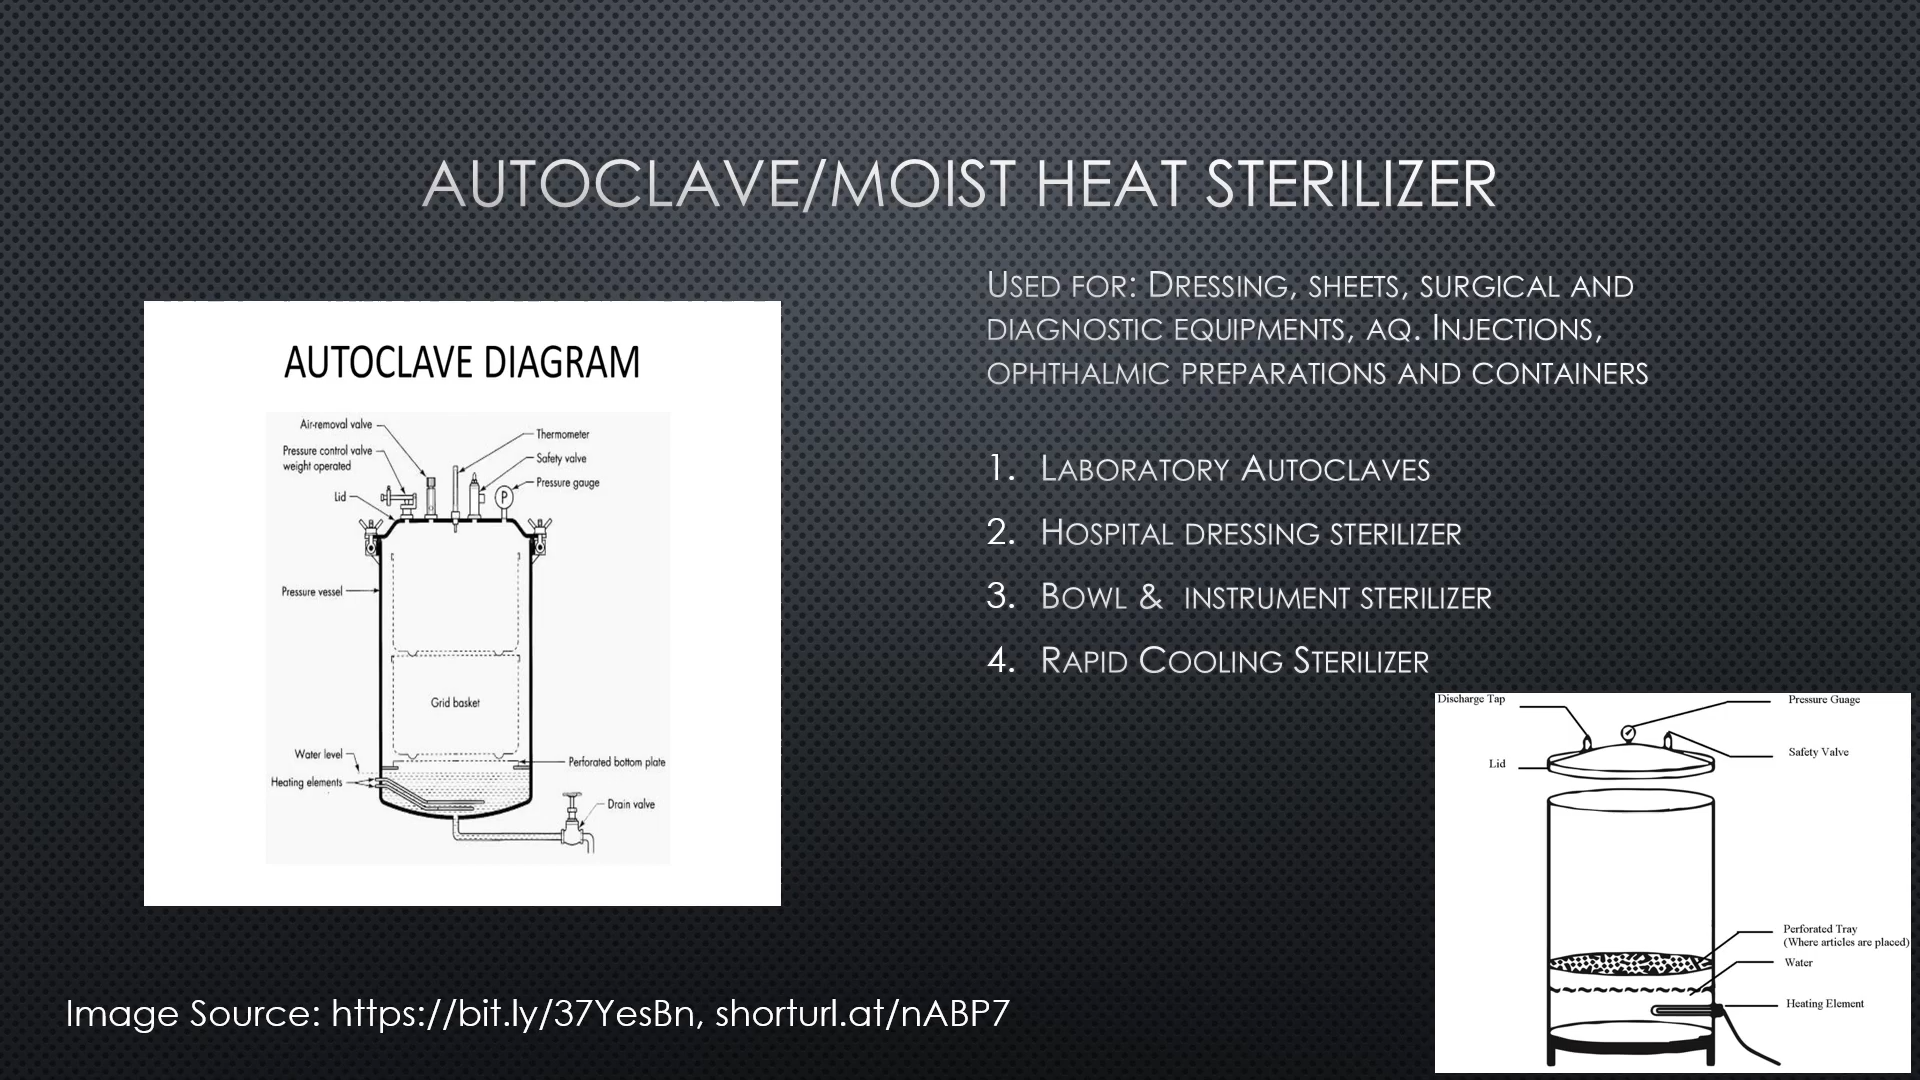 AUTOCLAVE/MOIST HEAT STERILIZER
USED FOR: DRESSING, SHEETS, SURGICAL AND
DIAGNOSTIC EQUIPMENTS, AQ. INJECTIONS,
OPHTHALMIC PREPARATIONS AND CONTAINERS
1. LABORATORY AUTOCLAVES
2. HOSPITAL DRESSING STERILIZER
3. BOWL & INSTRUMENT STERILIZER
4. RAPID COOLING STERILIZER
AUTOCLAVE DIAGRAM
Air-removal valve
Pressure control valve
weight operated
Lid
Thermometer
Safety valve
Pressure gauge
P
Pressure vessel
Grid basket
Water level
Heating elements
Perforated bottom plate
Drain valve
Discharge Tap
Pressure Guage
Safety Valve
Lid
Perforated Tray
(Where articles are placed)
Water
Heating Element
Image Source: https://bit.ly/37YesBn, shorturl.at/nABP7